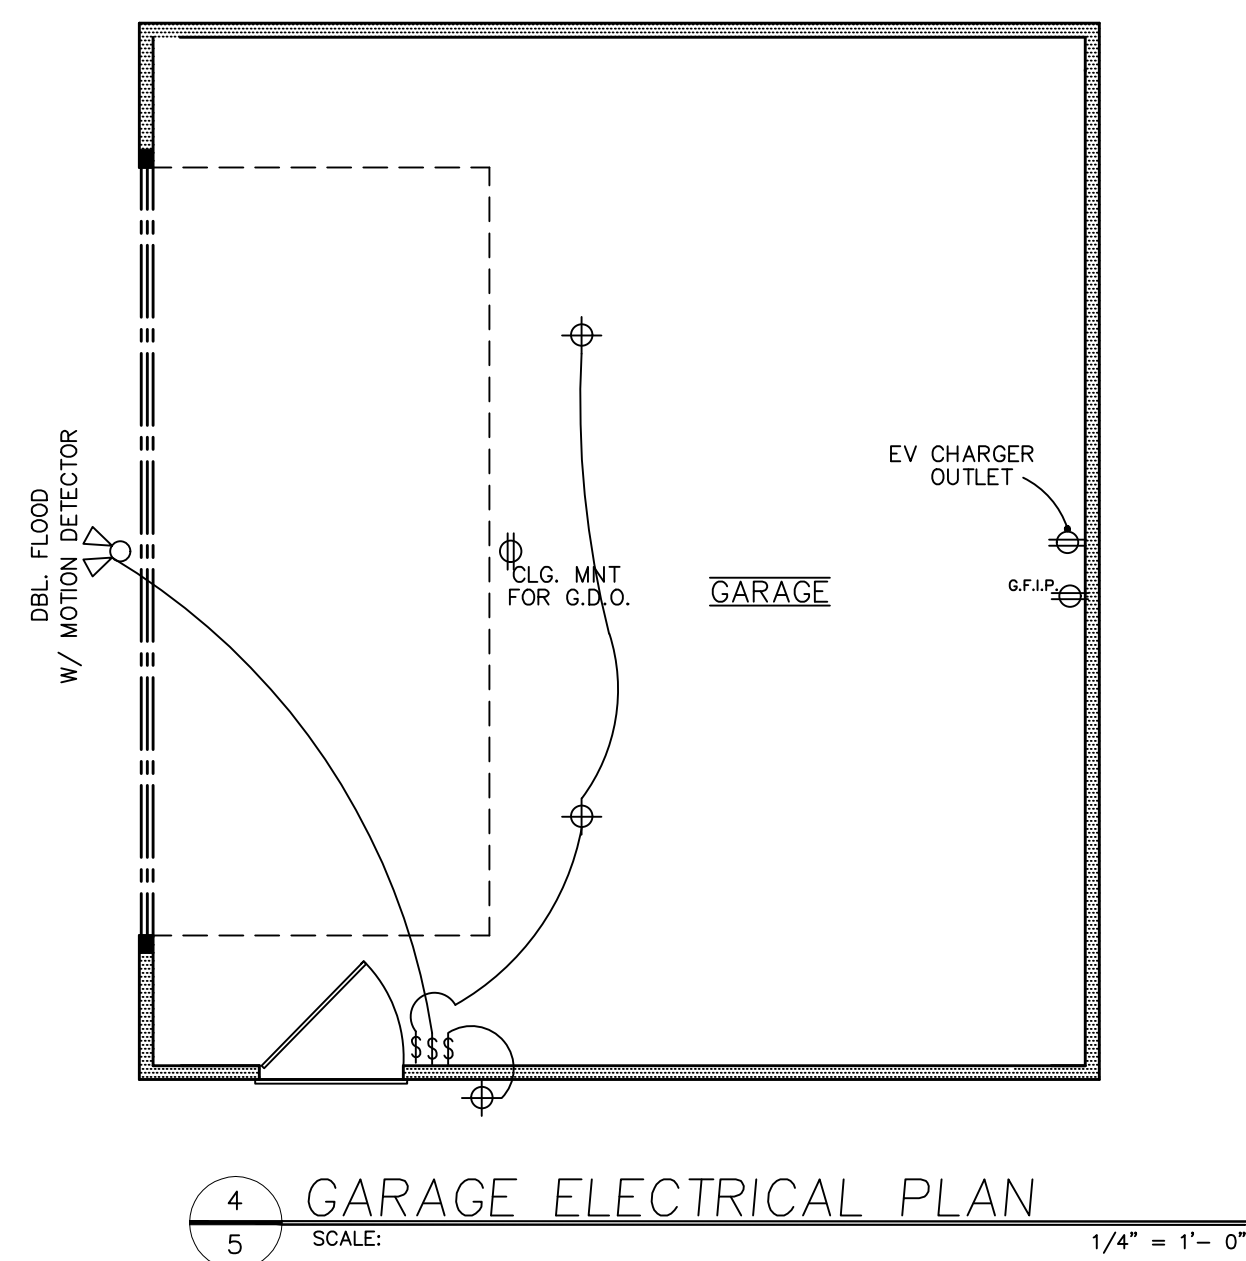 EV CHARGER
OUTLET
DBL. FLOOD
W/ MOTION DETECTOR
CLG. MNT
FOR G.D.O.
GARAGE
G.F.I.P.
$ $ $
4
5
GARAGE ELECTRICAL PLAN
SCALE:
1/4" = 1'- 0"